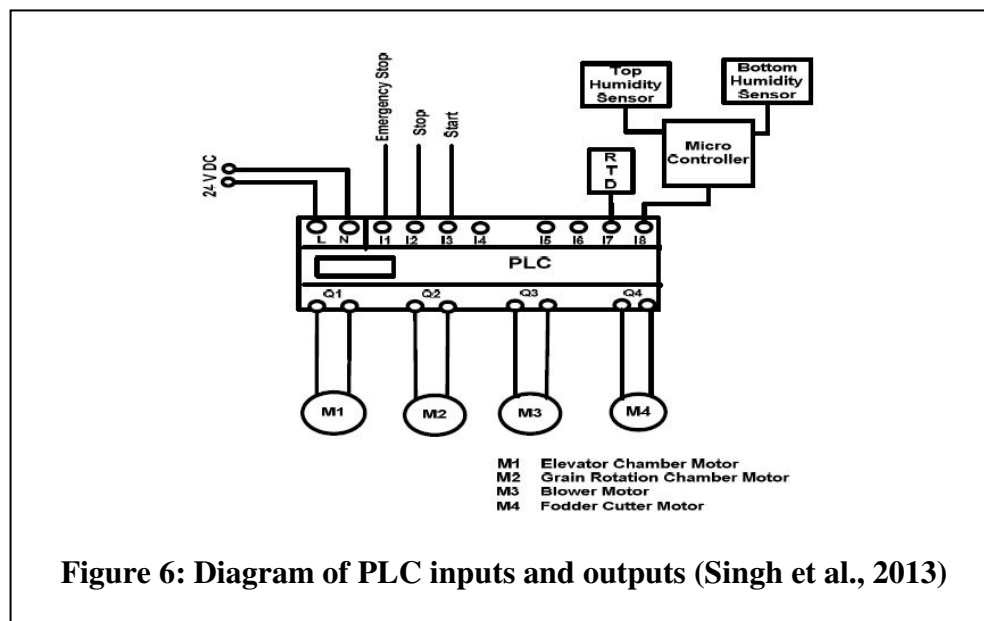 Emergency Stop
Stop
Start
24 V DC
Top
Humidity
Sensor
Bottom
Humidity
Sensor
Micro
Controller
R
T
D
L N I1 I2 I3 I4 I5 I6 I7 I8
PLC
Q1 Q2 Q3 Q4
M1 M2 M3 M4
M1 Elevator Chamber Motor
M2 Grain Rotation Chamber Motor
M3 Blower Motor
M4 Fodder Cutter Motor
Figure 6: Diagram of PLC inputs and outputs (Singh et al., 2013)